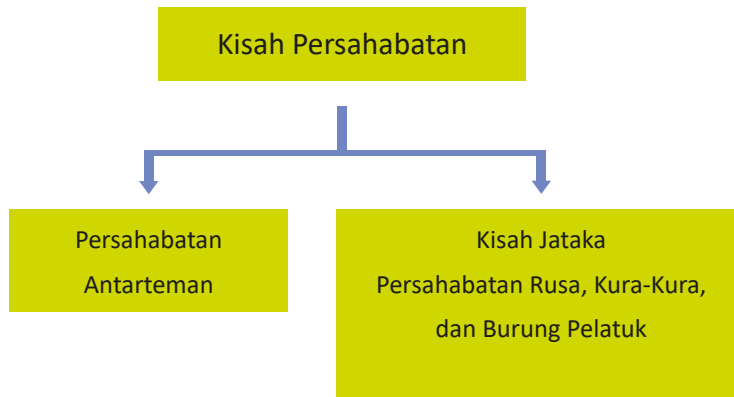 Kisah Persahabatan
Persahabatan
Antarteman
Kisah Jataka
Persahabatan Rusa, Kura-Kura,
dan Burung Pelatuk